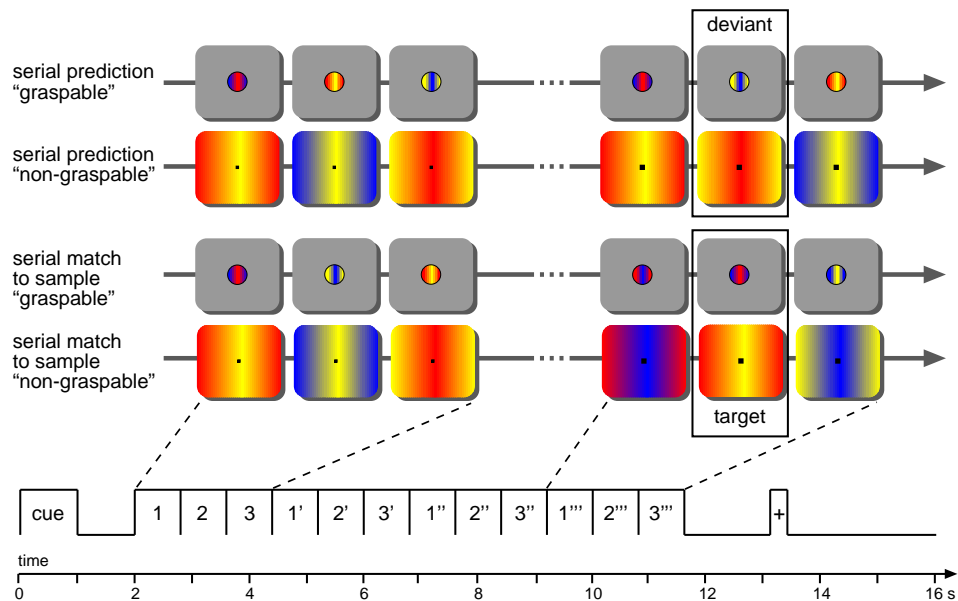 deviant
serial prediction
“graspable”
serial prediction
“non-graspable”
serial match
to sample
“graspable”
serial match
to sample
“non-graspable”
target
cue 1 2 3 1' 2' 3' 1'' 2'' 3'' 1''' 2''' 3''' +
time
0 2 4 6 8 10 12 14 16 s